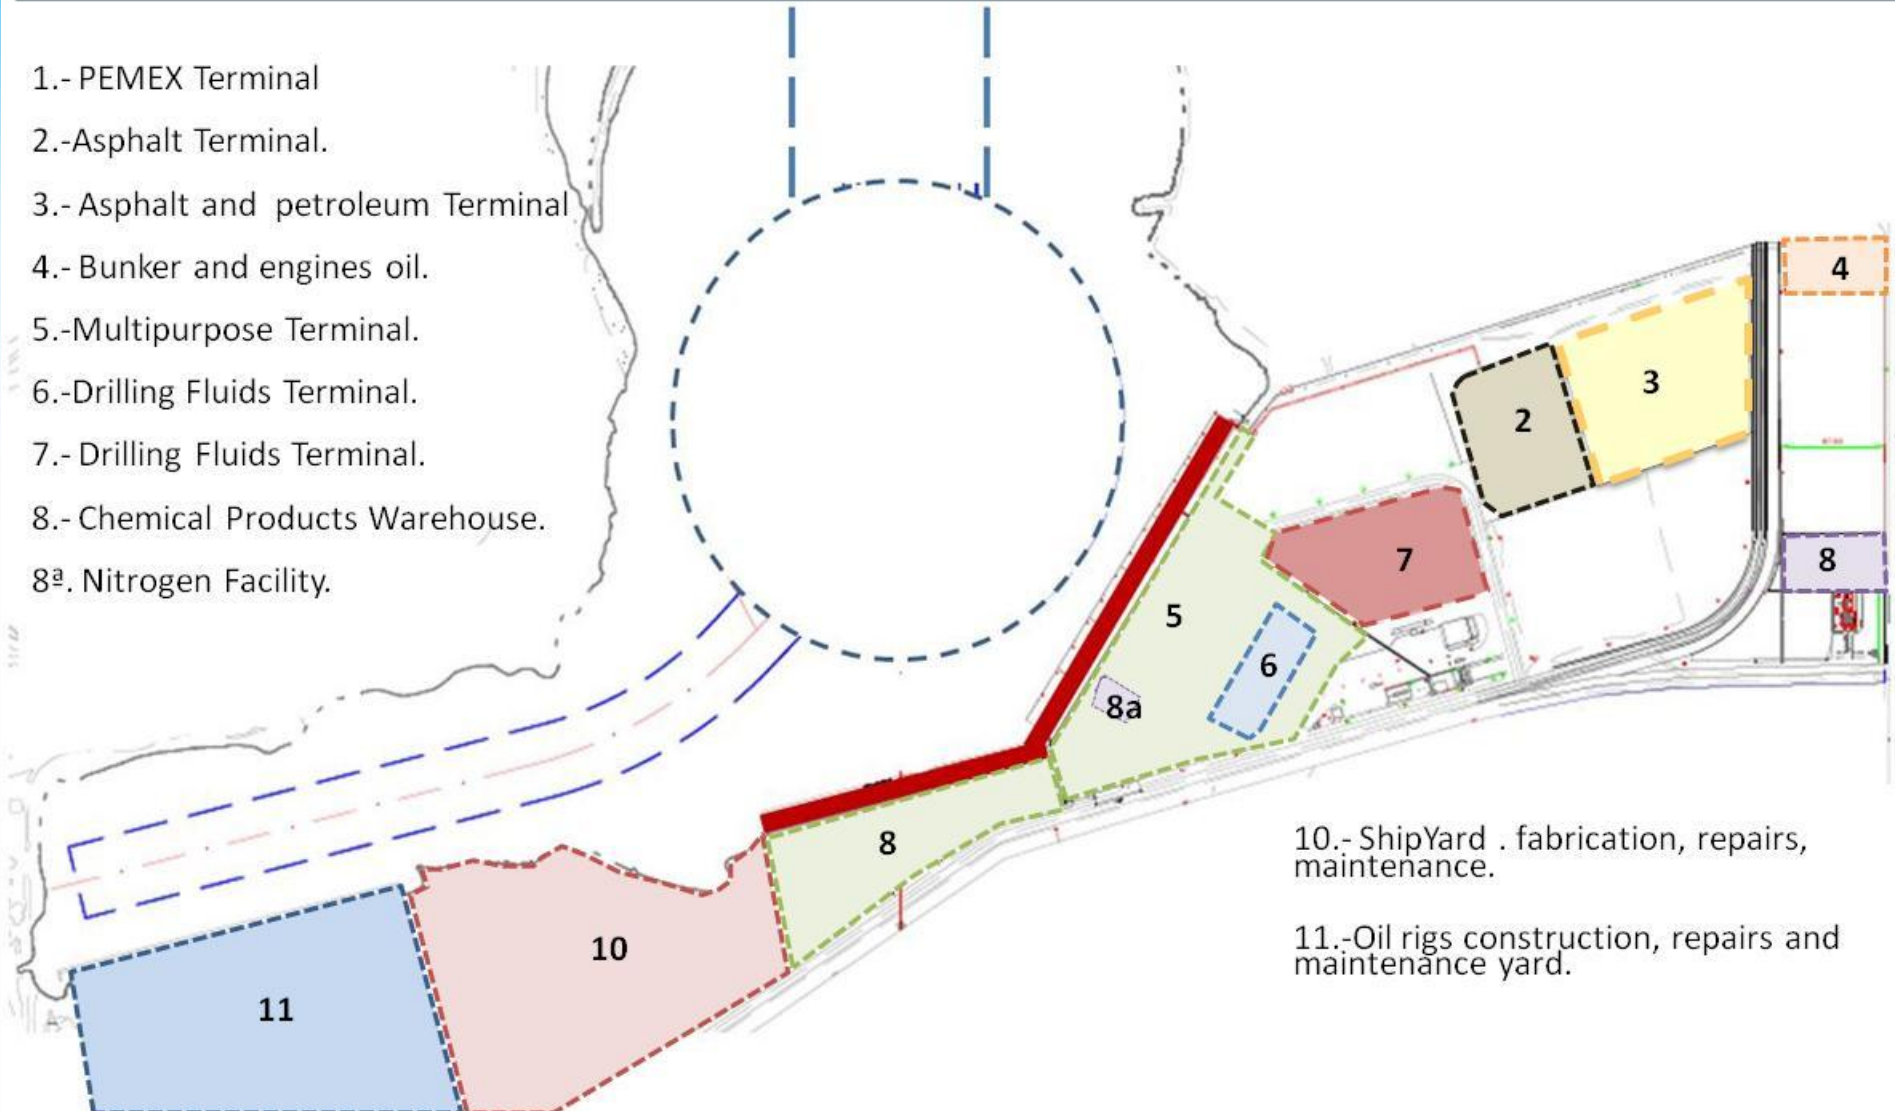 1.- PEMEX Terminal
2.-Asphalt Terminal.
3.- Asphalt and petroleum Terminal
4.- Bunker and engines oil.
5.-Multipurpose Terminal.
6.-Drilling Fluids Terminal.
7.- Drilling Fluids Terminal.
8.- Chemical Products Warehouse.
8ª. Nitrogen Facility.
4
3
2
8
7
5
6
8a
8
10
11
10.- ShipYard . fabrication, repairs,
maintenance.
11.-Oil rigs construction, repairs and
maintenance yard.